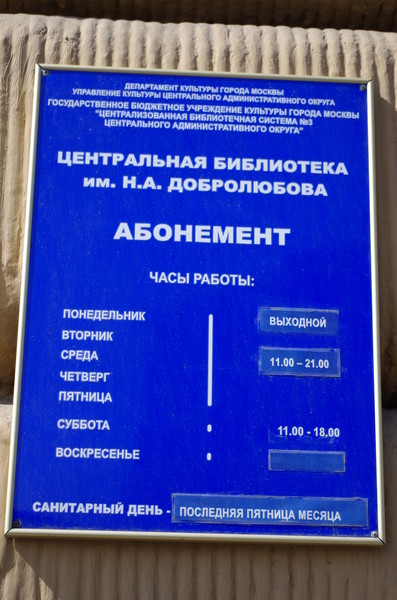 ДЕПАРТАМЕНТ КУЛЬТУРЫ ГОРОДА МОСКВЫ
УПРАВЛЕНИЕ КУЛЬТУРЫ ЦЕНТРАЛЬНОГО АДМИНИСТРАТИВНОГО ОКРУГА
ГОСУДАРСТВЕННОЕ БЮДЖЕТНОЕ УЧРЕЖДЕНИЕ КУЛЬТУРЫ ГОРОДА МОСКВЫ
"ЦЕНТРАЛИЗОВАННАЯ БИБЛИОТЕЧНАЯ СИСТЕМА №3
ЦЕНТРАЛЬНОГО АДМИНИСТРАТИВНОГО ОКРУГА"
ЦЕНТРАЛЬНАЯ БИБЛИОТЕКА
им. Н.А. ДОБРОЛЮБОВА
АБОНЕМЕНТ
ЧАСЫ РАБОТЫ:
ПОНЕДЕЛЬНИК ВЫХОДНОЙ
ВТОРНИК
СРЕДА 11.00 – 21.00
ЧЕТВЕРГ
ПЯТНИЦА
СУББОТА : 11.00 - 18.00
ВОСКРЕСЕНЬЕ :
САНИТАРНЫЙ ДЕНЬ - ПОСЛЕДНЯЯ ПЯТНИЦА МЕСЯЦА